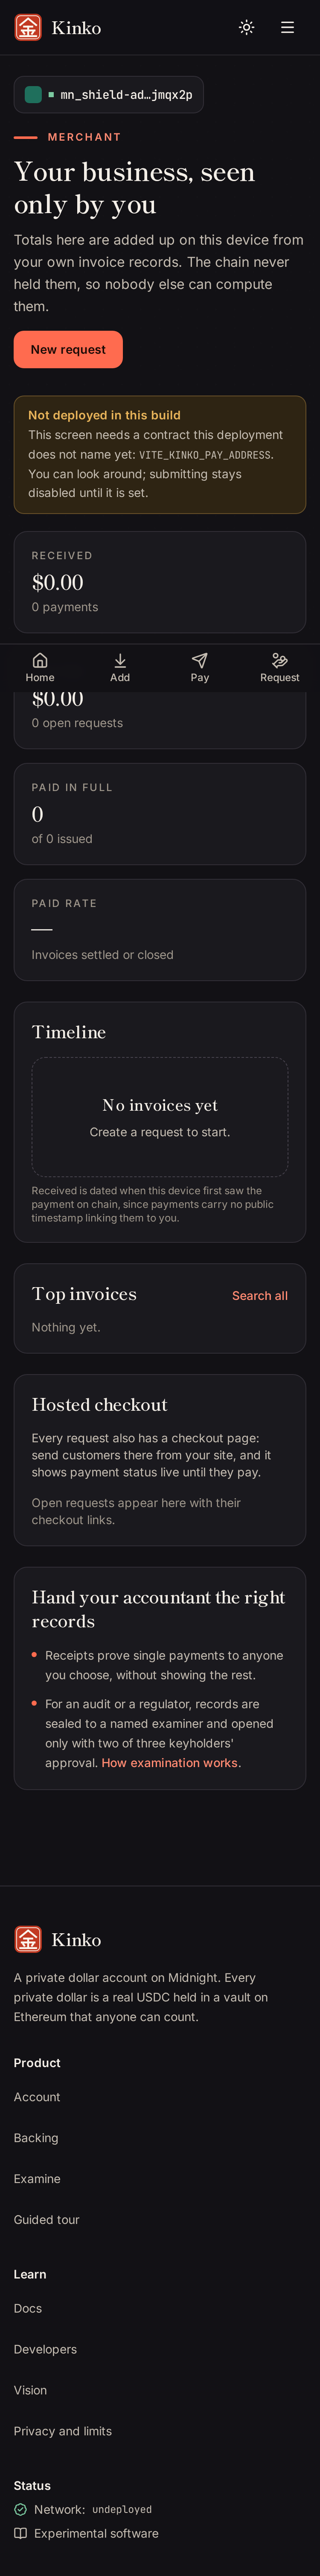 金 Kinko
mn_shield-ad…jmqx2p
MERCHANT
Your business, seen
only by you
Totals here are added up on this device from
your own invoice records. The chain never
held them, so nobody else can compute
them.
New request
Not deployed in this build
This screen needs a contract this deployment
does not name yet: VITE_KINKO_PAY_ADDRESS.
You can look around; submitting stays
disabled until it is set.
RECEIVED
$0.00
0 payments
Home Add Pay Request
$0.00
0 open requests
PAID IN FULL
0
of 0 issued
PAID RATE
—
Invoices settled or closed
Timeline
No invoices yet
Create a request to start.
Received is dated when this device first saw the
payment on chain, since payments carry no public
timestamp linking them to you.
Top invoices Search all
Nothing yet.
Hosted checkout
Every request also has a checkout page:
send customers there from your site, and it
shows payment status live until they pay.
Open requests appear here with their
checkout links.
Hand your accountant the right
records
Receipts prove single payments to anyone
you choose, without showing the rest.
For an audit or a regulator, records are
sealed to a named examiner and opened
only with two of three keyholders'
approval. How examination works.
金 Kinko
A private dollar account on Midnight. Every
private dollar is a real USDC held in a vault on
Ethereum that anyone can count.
Product
Account
Backing
Examine
Guided tour
Learn
Docs
Developers
Vision
Privacy and limits
Status
Network: undeployed
Experimental software